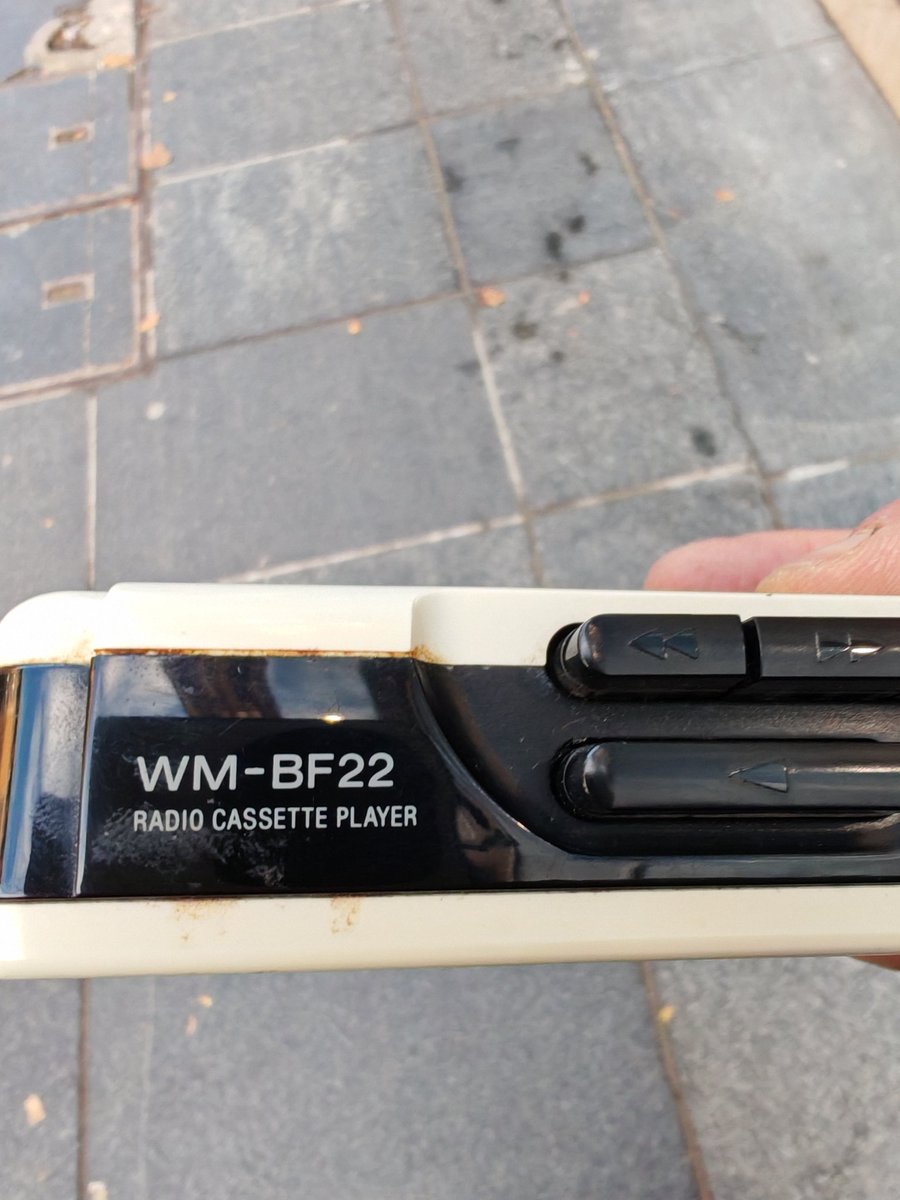 WM-BF22
RADIO CASSETTE PLAYER